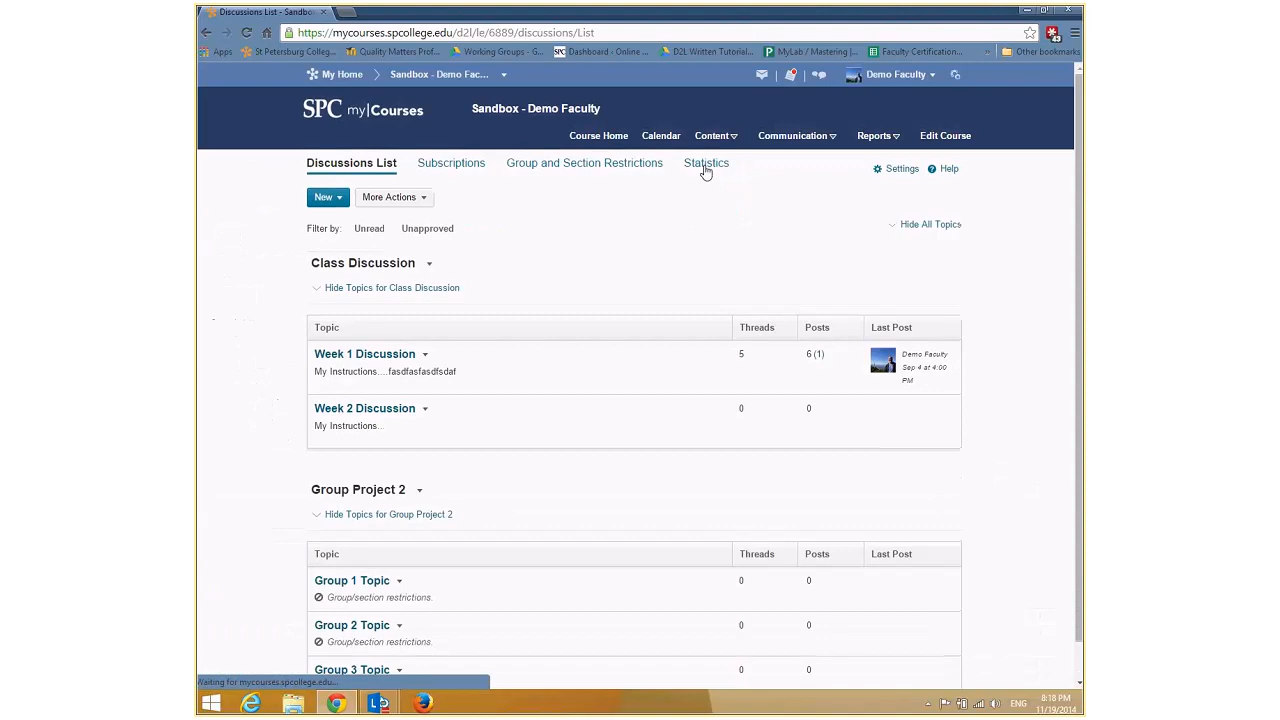 Discussions List - Sandbo
https://mycourses.spcollege.edu/d2l/le/6889/discussions/List
Apps St Petersburg Colleg... Quality Matters Prof... Working Groups - G... SPC Dashboard - Online ... D2L Written Tutorial... MyLab / Mastering |... Faculty Certification... » Other bookmarks
My Home Sandbox - Demo Fac... Demo Faculty
SPC my|Courses Sandbox - Demo Faculty
Course Home Calendar Content Communication Reports Edit Course
Discussions List Subscriptions Group and Section Restrictions Statistics
Settings Help
New More Actions
Filter by: Unread Unapproved
Hide All Topics
Class Discussion
Hide Topics for Class Discussion
Topic Threads Posts Last Post
Week 1 Discussion 5 6 (1) Demo Faculty
My Instructions....fasdfasfasdfsdaf Sep 4 at 4:00
PM
Week 2 Discussion 0 0
My Instructions...
Group Project 2
Hide Topics for Group Project 2
Topic Threads Posts Last Post
Group 1 Topic 0 0
Group/section restrictions.
Group 2 Topic 0 0
Group/section restrictions.
Group 3 Topic 0 0
Waiting for mycourses.spcollege.edu...
ENG 8:18 PM
11/19/2014